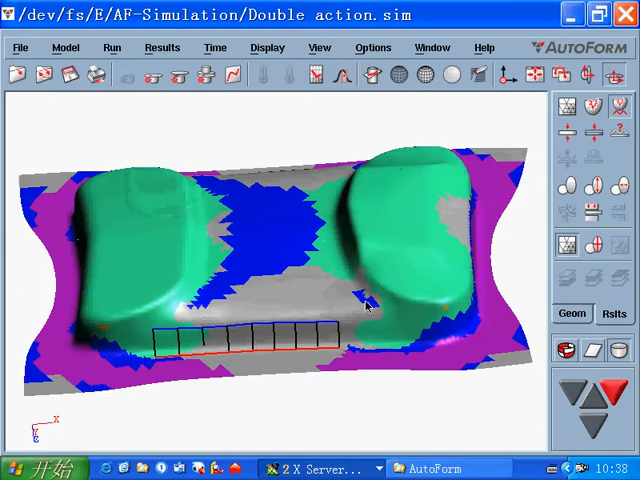 /dev/fs/E/AF-Simulation/Double action.sim
File Model Run Results Time Display View Options Window Help AUTOFORM
Geom Rslts
X
Z
开始 2 X Server... AutoForm 10:38